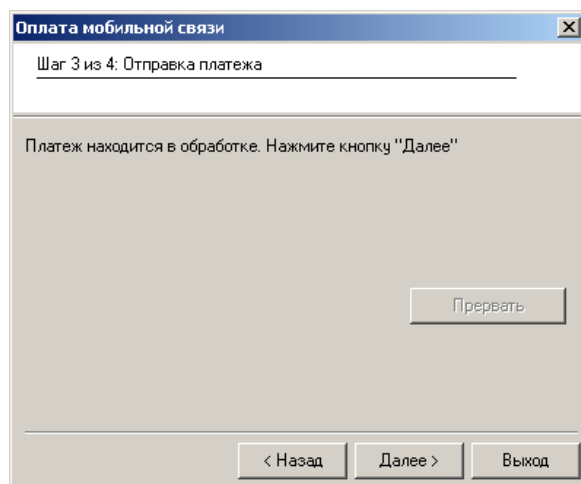 Оплата мобильной связи
Шаг 3 из 4: Отправка платежа
Платеж находится в обработке. Нажмите кнопку "Далее"
Прервать
< Назад
Далее >
Выход